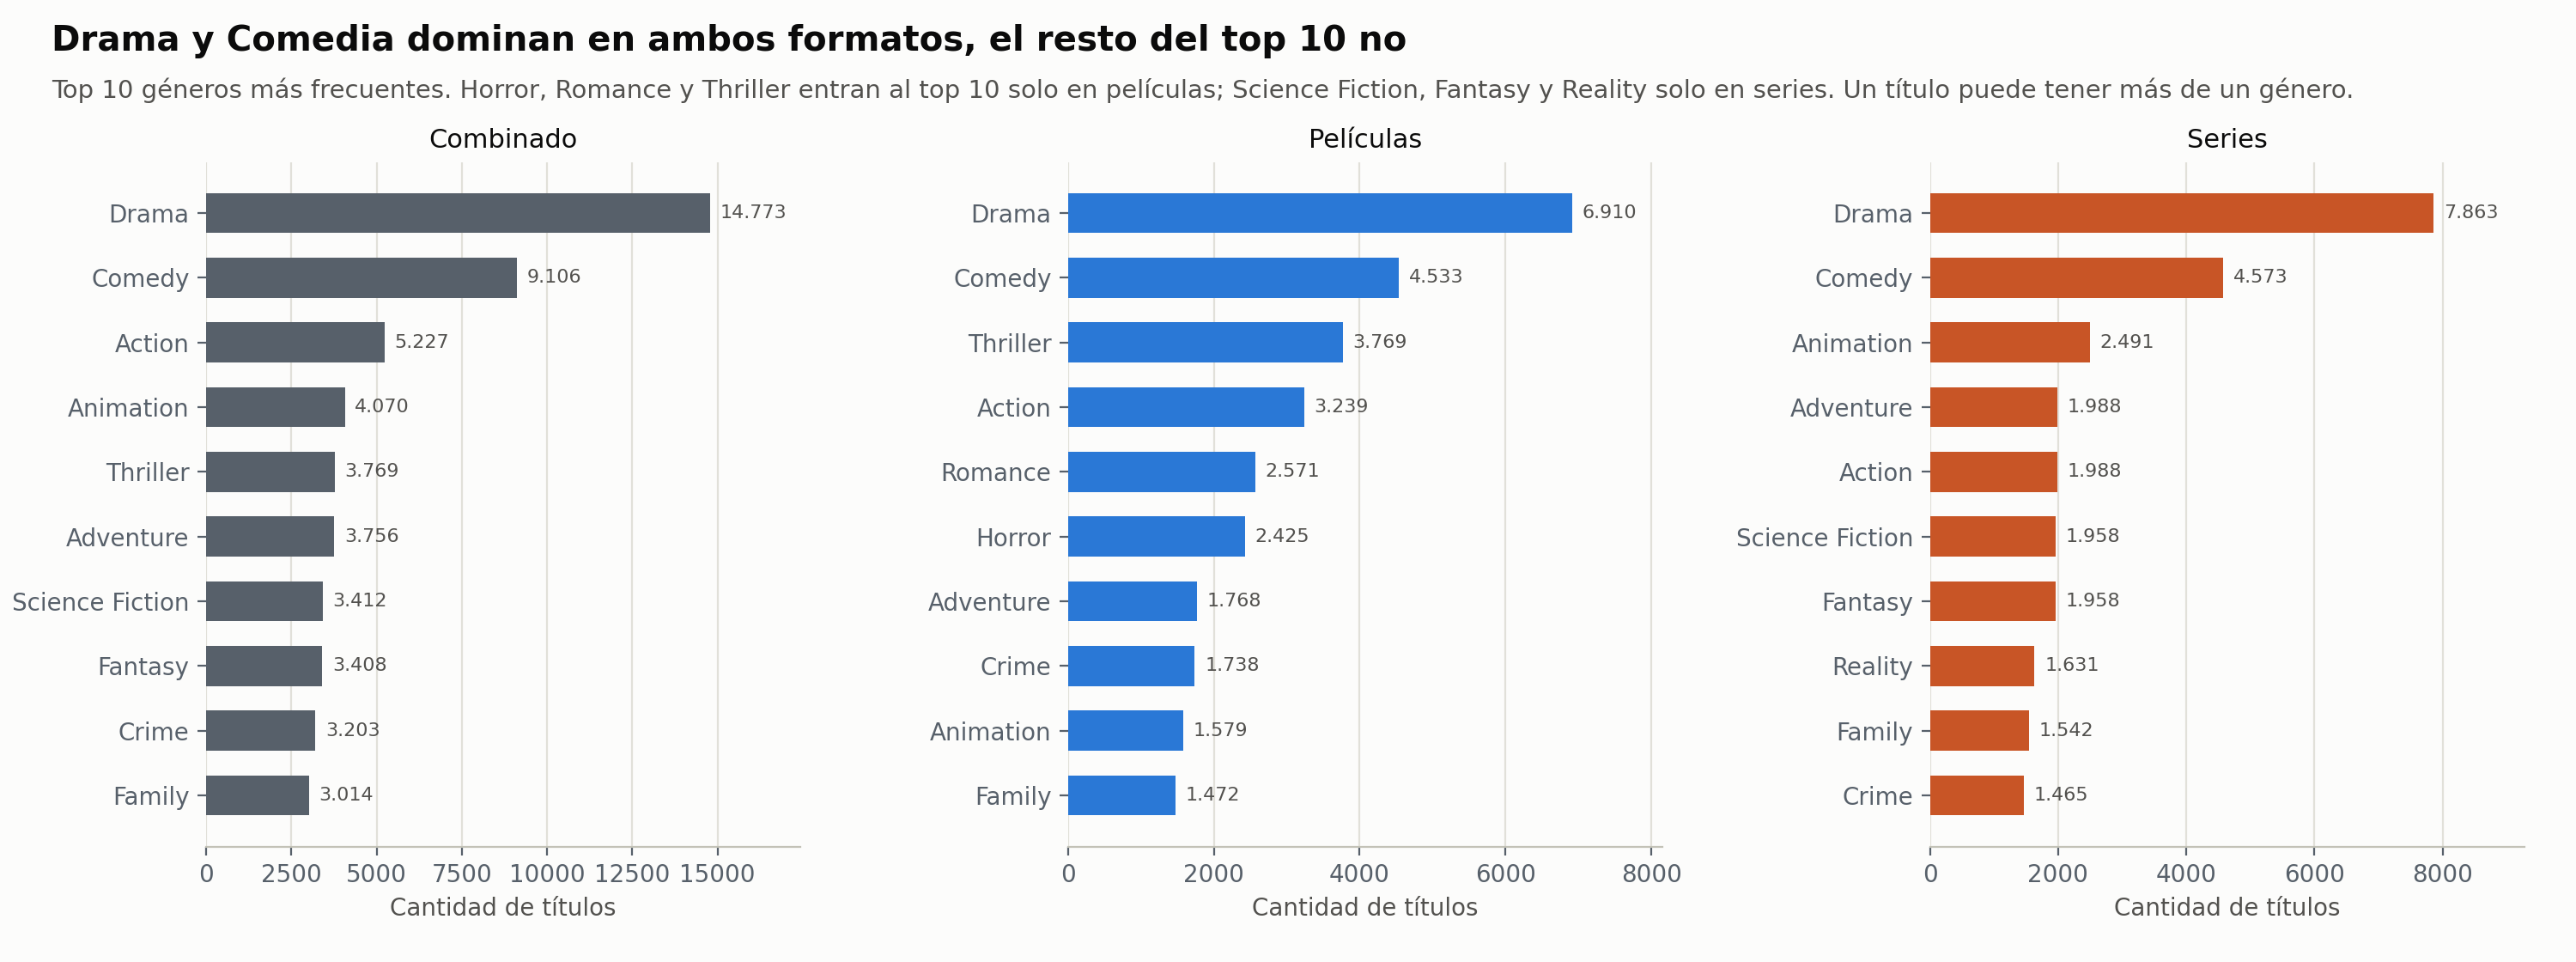 Drama y Comedia dominan en ambos formatos, el resto del top 10 no
Top 10 géneros más frecuentes. Horror, Romance y Thriller entran al top 10 solo en películas; Science Fiction, Fantasy y Reality solo en series. Un título puede tener más de un género.
Combinado
Drama 14.773
Comedy 9.106
Action 5.227
Animation 4.070
Thriller 3.769
Adventure 3.756
Science Fiction 3.412
Fantasy 3.408
Crime 3.203
Family 3.014
0 2500 5000 7500 10000 12500 15000
Cantidad de títulos
Películas
Drama 6.910
Comedy 4.533
Thriller 3.769
Action 3.239
Romance 2.571
Horror 2.425
Adventure 1.768
Crime 1.738
Animation 1.579
Family 1.472
0 2000 4000 6000 8000
Cantidad de títulos
Series
Drama 7.863
Comedy 4.573
Animation 2.491
Adventure 1.988
Action 1.988
Science Fiction 1.958
Fantasy 1.958
Reality 1.631
Family 1.542
Crime 1.465
0 2000 4000 6000 8000
Cantidad de títulos